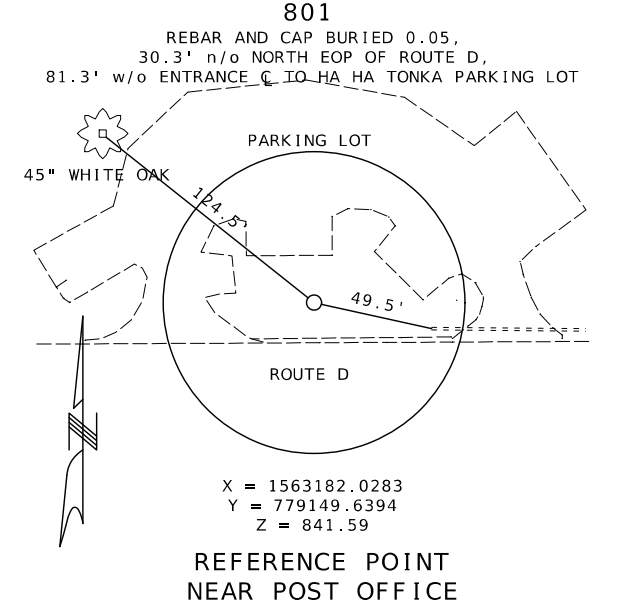 801
REBAR AND CAP BURIED 0.05,
30.3' n/o NORTH EOP OF ROUTE D,
81.3' w/o ENTRANCE ℄ TO HA HA TONKA PARKING LOT
PARKING LOT
45" WHITE OAK
124.5'
49.5'
ROUTE D
N
X = 1563182.0283
Y = 779149.6394
Z = 841.59
REFERENCE POINT
NEAR POST OFFICE